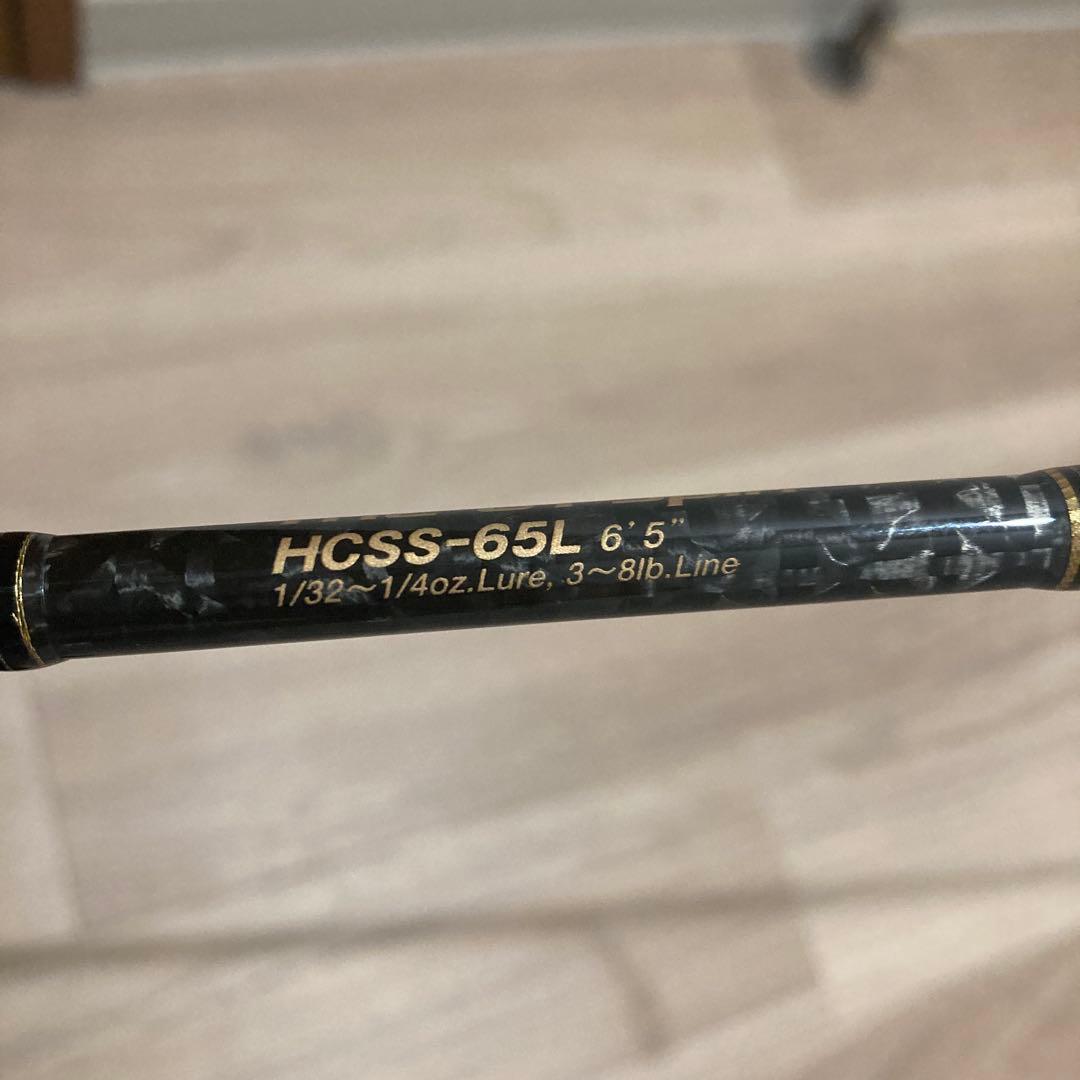 HCSS-65L 6'5"
1/32~1/4oz.Lure, 3~8lb.Line